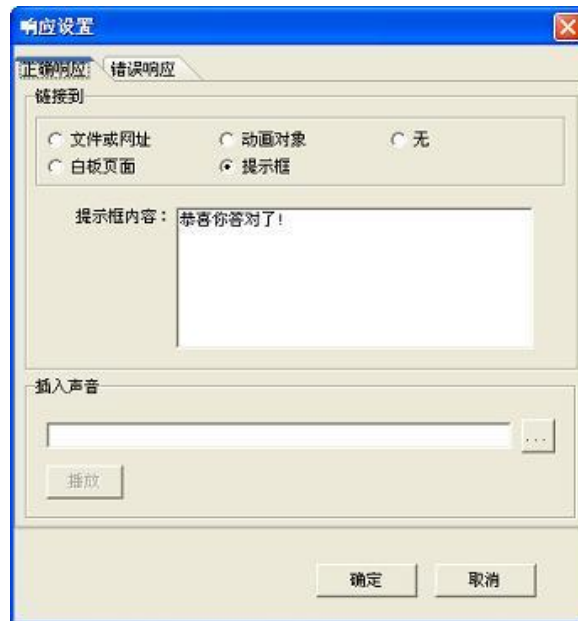 响应设置
正确响应 错误响应
链接到
文件或网址 动画对象 无
白板页面 提示框
提示框内容： 恭喜你答对了!
插入声音
...
播放
确定 取消